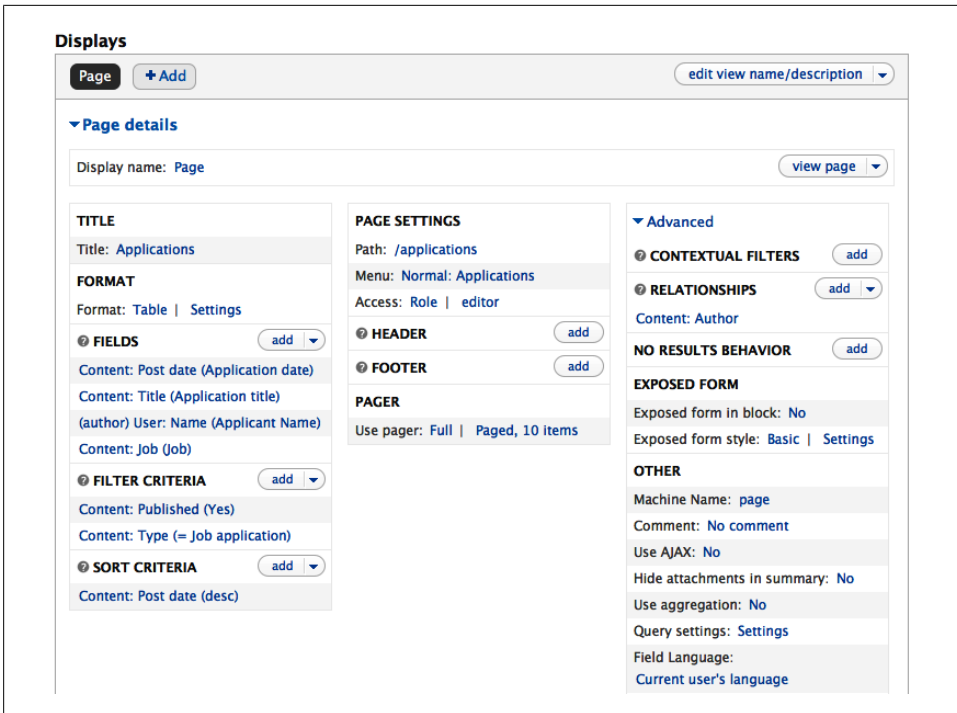 Displays
Page
+ Add
edit view name/description
Page details
Display name: Page
view page
TITLE
Title: Applications
FORMAT
Format: Table | Settings
FIELDS
add
Content: Post date (Application date)
Content: Title (Application title)
(author) User: Name (Applicant Name)
Content: Job (Job)
FILTER CRITERIA
add
Content: Published (Yes)
Content: Type (= Job application)
SORT CRITERIA
add
Content: Post date (desc)
PAGE SETTINGS
Path: /applications
Menu: Normal: Applications
Access: Role | editor
HEADER
add
FOOTER
add
PAGER
Use pager: Full | Paged, 10 items
Advanced
CONTEXTUAL FILTERS
add
RELATIONSHIPS
add
Content: Author
NO RESULTS BEHAVIOR
add
EXPOSED FORM
Exposed form in block: No
Exposed form style: Basic | Settings
OTHER
Machine Name: page
Comment: No comment
Use AJAX: No
Hide attachments in summary: No
Use aggregation: No
Query settings: Settings
Field Language:
Current user's language